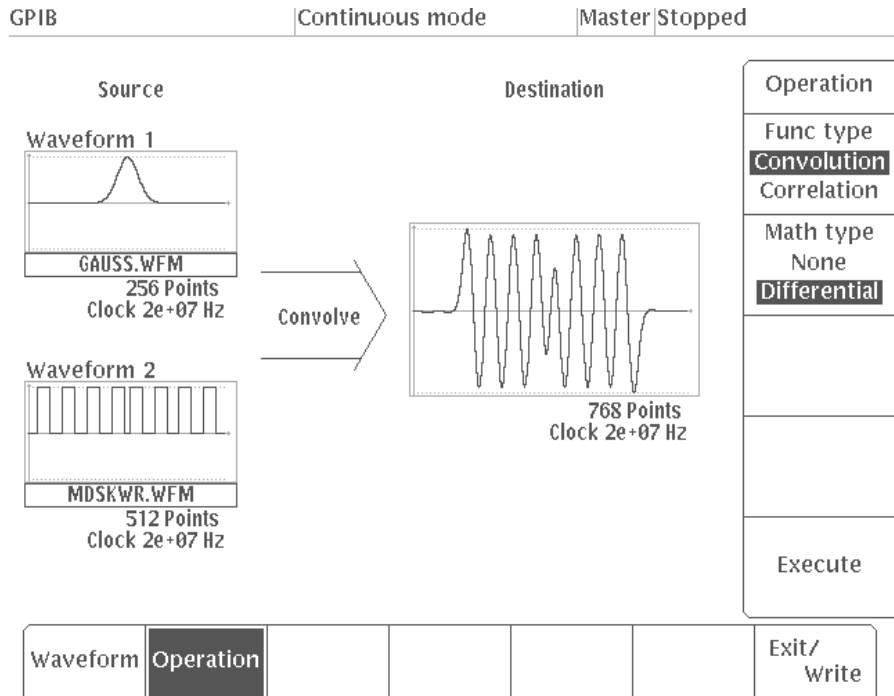 GPIB
Continuous mode
Master
Stopped
Source
Destination
Waveform 1
GAUSS.WFM
256 Points
Clock 2e+07 Hz
Convolve
Waveform 2
MDSKWR.WFM
512 Points
Clock 2e+07 Hz
768 Points
Clock 2e+07 Hz
Operation
Func type
Convolution
Correlation
Math type
None
Differential
Execute
Waveform
Operation
Exit/
Write